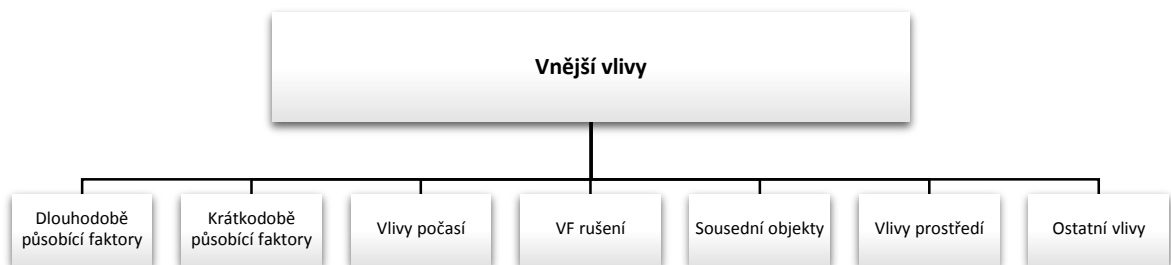 Vnější vlivy
Dlouhodobě
působící faktory
Krátkodobě
působící faktory
Vlivy počasí
VF rušení
Sousední objekty
Vlivy prostředí
Ostatní vlivy